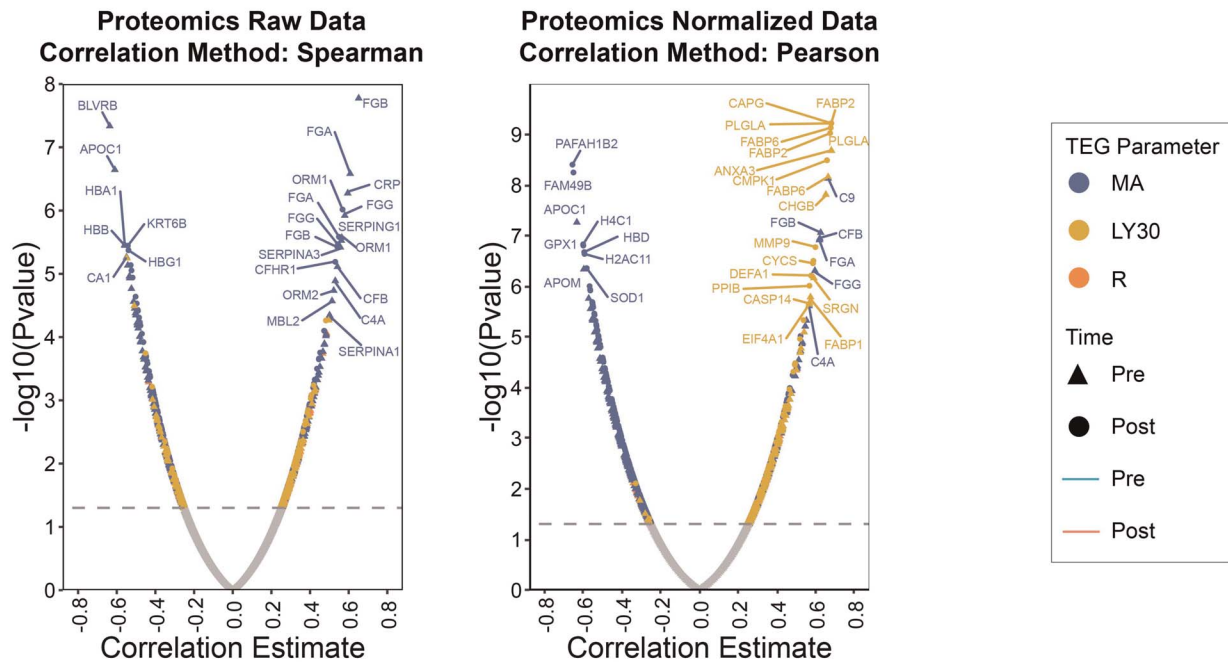 Proteomics Raw Data
Correlation Method: Spearman
8
7
6
5
4
3
2
1
0
-log10(Pvalue)
BLVRB
APOC1
HBA1
KRT6B
HBB
HBG1
CA1
FGB
FGA
CRP
ORM1
FGG
FGA
SERPING1
FGG
FGB
ORM1
SERPINA3
CFHR1
CFB
ORM2
C4A
MBL2
SERPINA1
-0.8
-0.6
-0.4
-0.2
0.0
0.2
0.4
0.6
0.8
Correlation Estimate
Proteomics Normalized Data
Correlation Method: Pearson
9
8
7
6
5
4
3
2
1
0
-log10(Pvalue)
PAFAH1B2
FAM49B
APOC1
H4C1
HBD
GPX1
H2AC11
APOM
SOD1
CAPG
FABP2
PLGLA
FABP6
PLGLA
FABP2
ANXA3
CMPK1
FABP6
C9
CHGB
FGB
CFB
MMP9
FGA
CYCS
DEFA1
FGG
PPIB
SRGN
CASP14
EIF4A1
FABP1
C4A
-0.8
-0.6
-0.4
-0.2
0.0
0.2
0.4
0.6
0.8
Correlation Estimate
TEG Parameter
MA
LY30
R
Time
Pre
Post
Pre
Post